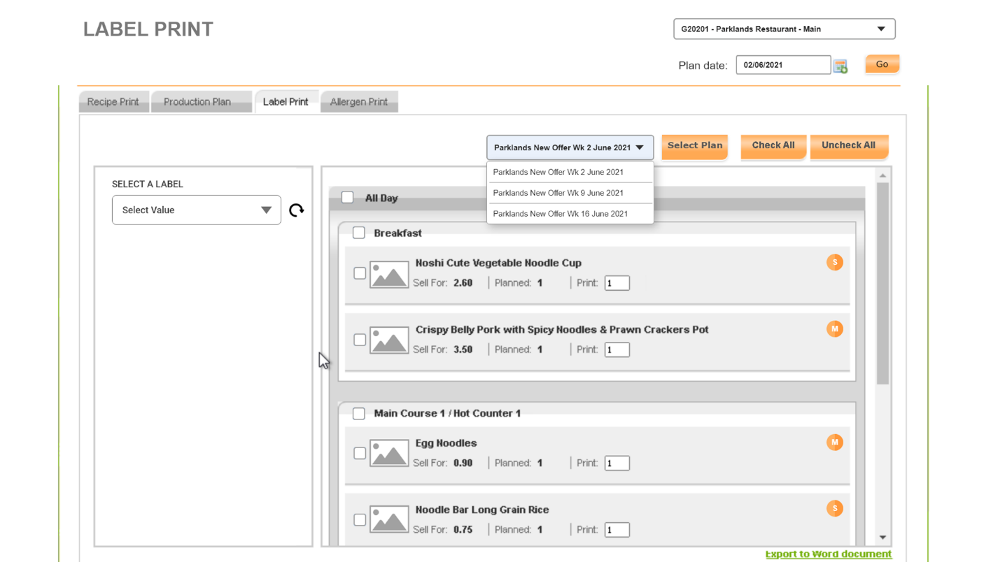 LABEL PRINT
G20201 - Parklands Restaurant - Main
Plan date: 02/06/2021 Go
Recipe Print Production Plan Label Print Allergen Print
Parklands New Offer Wk 2 June 2021 Select Plan Check All Uncheck All
Parklands New Offer Wk 2 June 2021
Parklands New Offer Wk 9 June 2021
Parklands New Offer Wk 16 June 2021
SELECT A LABEL
Select Value
All Day
Breakfast
Noshi Cute Vegetable Noodle Cup S
Sell For: 2.60 Planned: 1 Print: 1
Crispy Belly Pork with Spicy Noodles & Prawn Crackers Pot M
Sell For: 3.50 Planned: 1 Print: 1
Main Course 1 / Hot Counter 1
Egg Noodles M
Sell For: 0.90 Planned: 1 Print: 1
Noodle Bar Long Grain Rice S
Sell For: 0.75 Planned: 1 Print: 1
Export to Word document